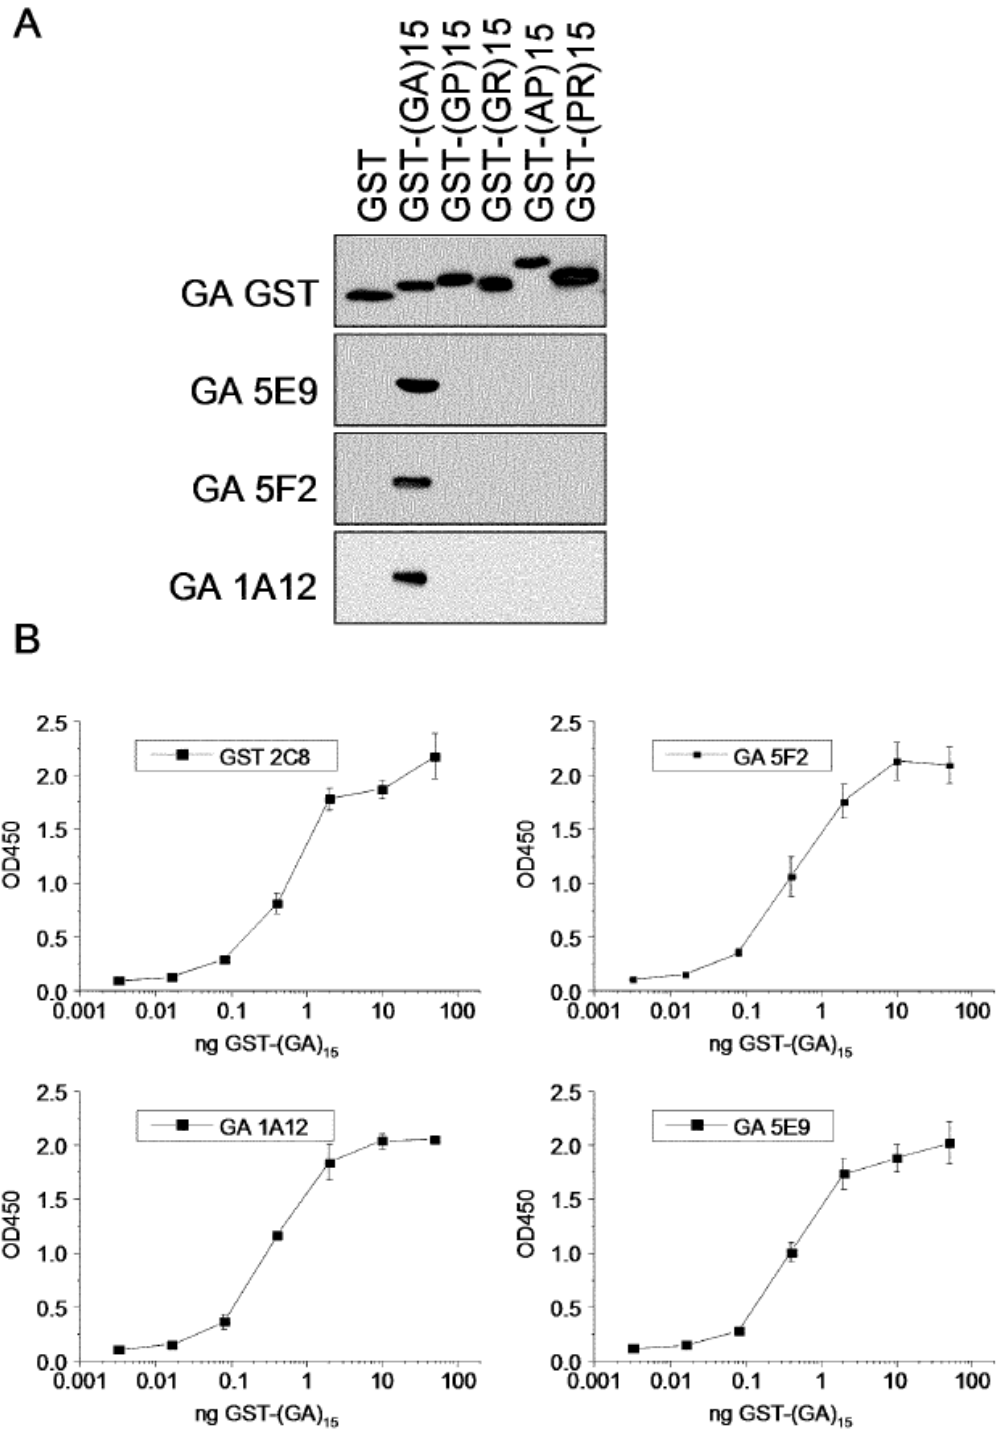 A
GST
GST-(GA)15
GST-(GP)15
GST-(GR)15
GST-(AP)15
GST-(PR)15
GA GST
GA 5E9
GA 5F2
GA 1A12
B
2.5
2.0
1.5
1.0
0.5
0.0
OD450
GST 2C8
0.001 0.01 0.1 1 10 100
ng GST-(GA)15
2.5
2.0
1.5
1.0
0.5
0.0
OD450
GA 5F2
0.001 0.01 0.1 1 10 100
ng GST-(GA)15
2.5
2.0
1.5
1.0
0.5
0.0
OD450
GA 1A12
0.001 0.01 0.1 1 10 100
ng GST-(GA)15
2.5
2.0
1.5
1.0
0.5
0.0
OD450
GA 5E9
0.001 0.01 0.1 1 10 100
ng GST-(GA)15